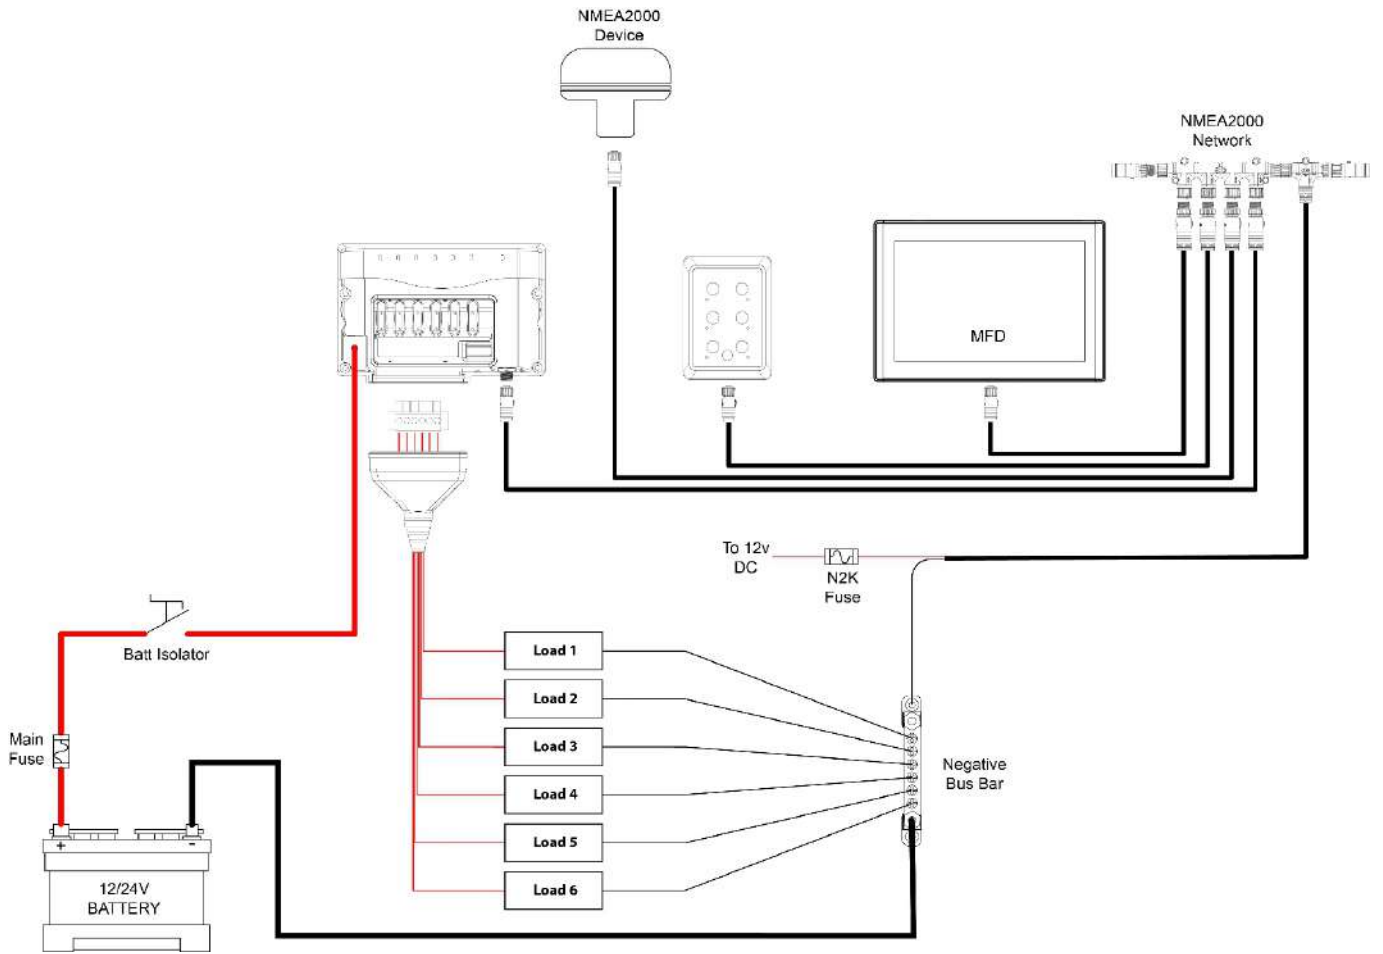 NMEA2000
Device
NMEA2000
Network
MFD
To 12v
DC
N2K
Fuse
Batt Isolator
Load 1
Load 2
Load 3
Load 4
Load 5
Load 6
Main
Fuse
Negative
Bus Bar
+
-
12/24V
BATTERY